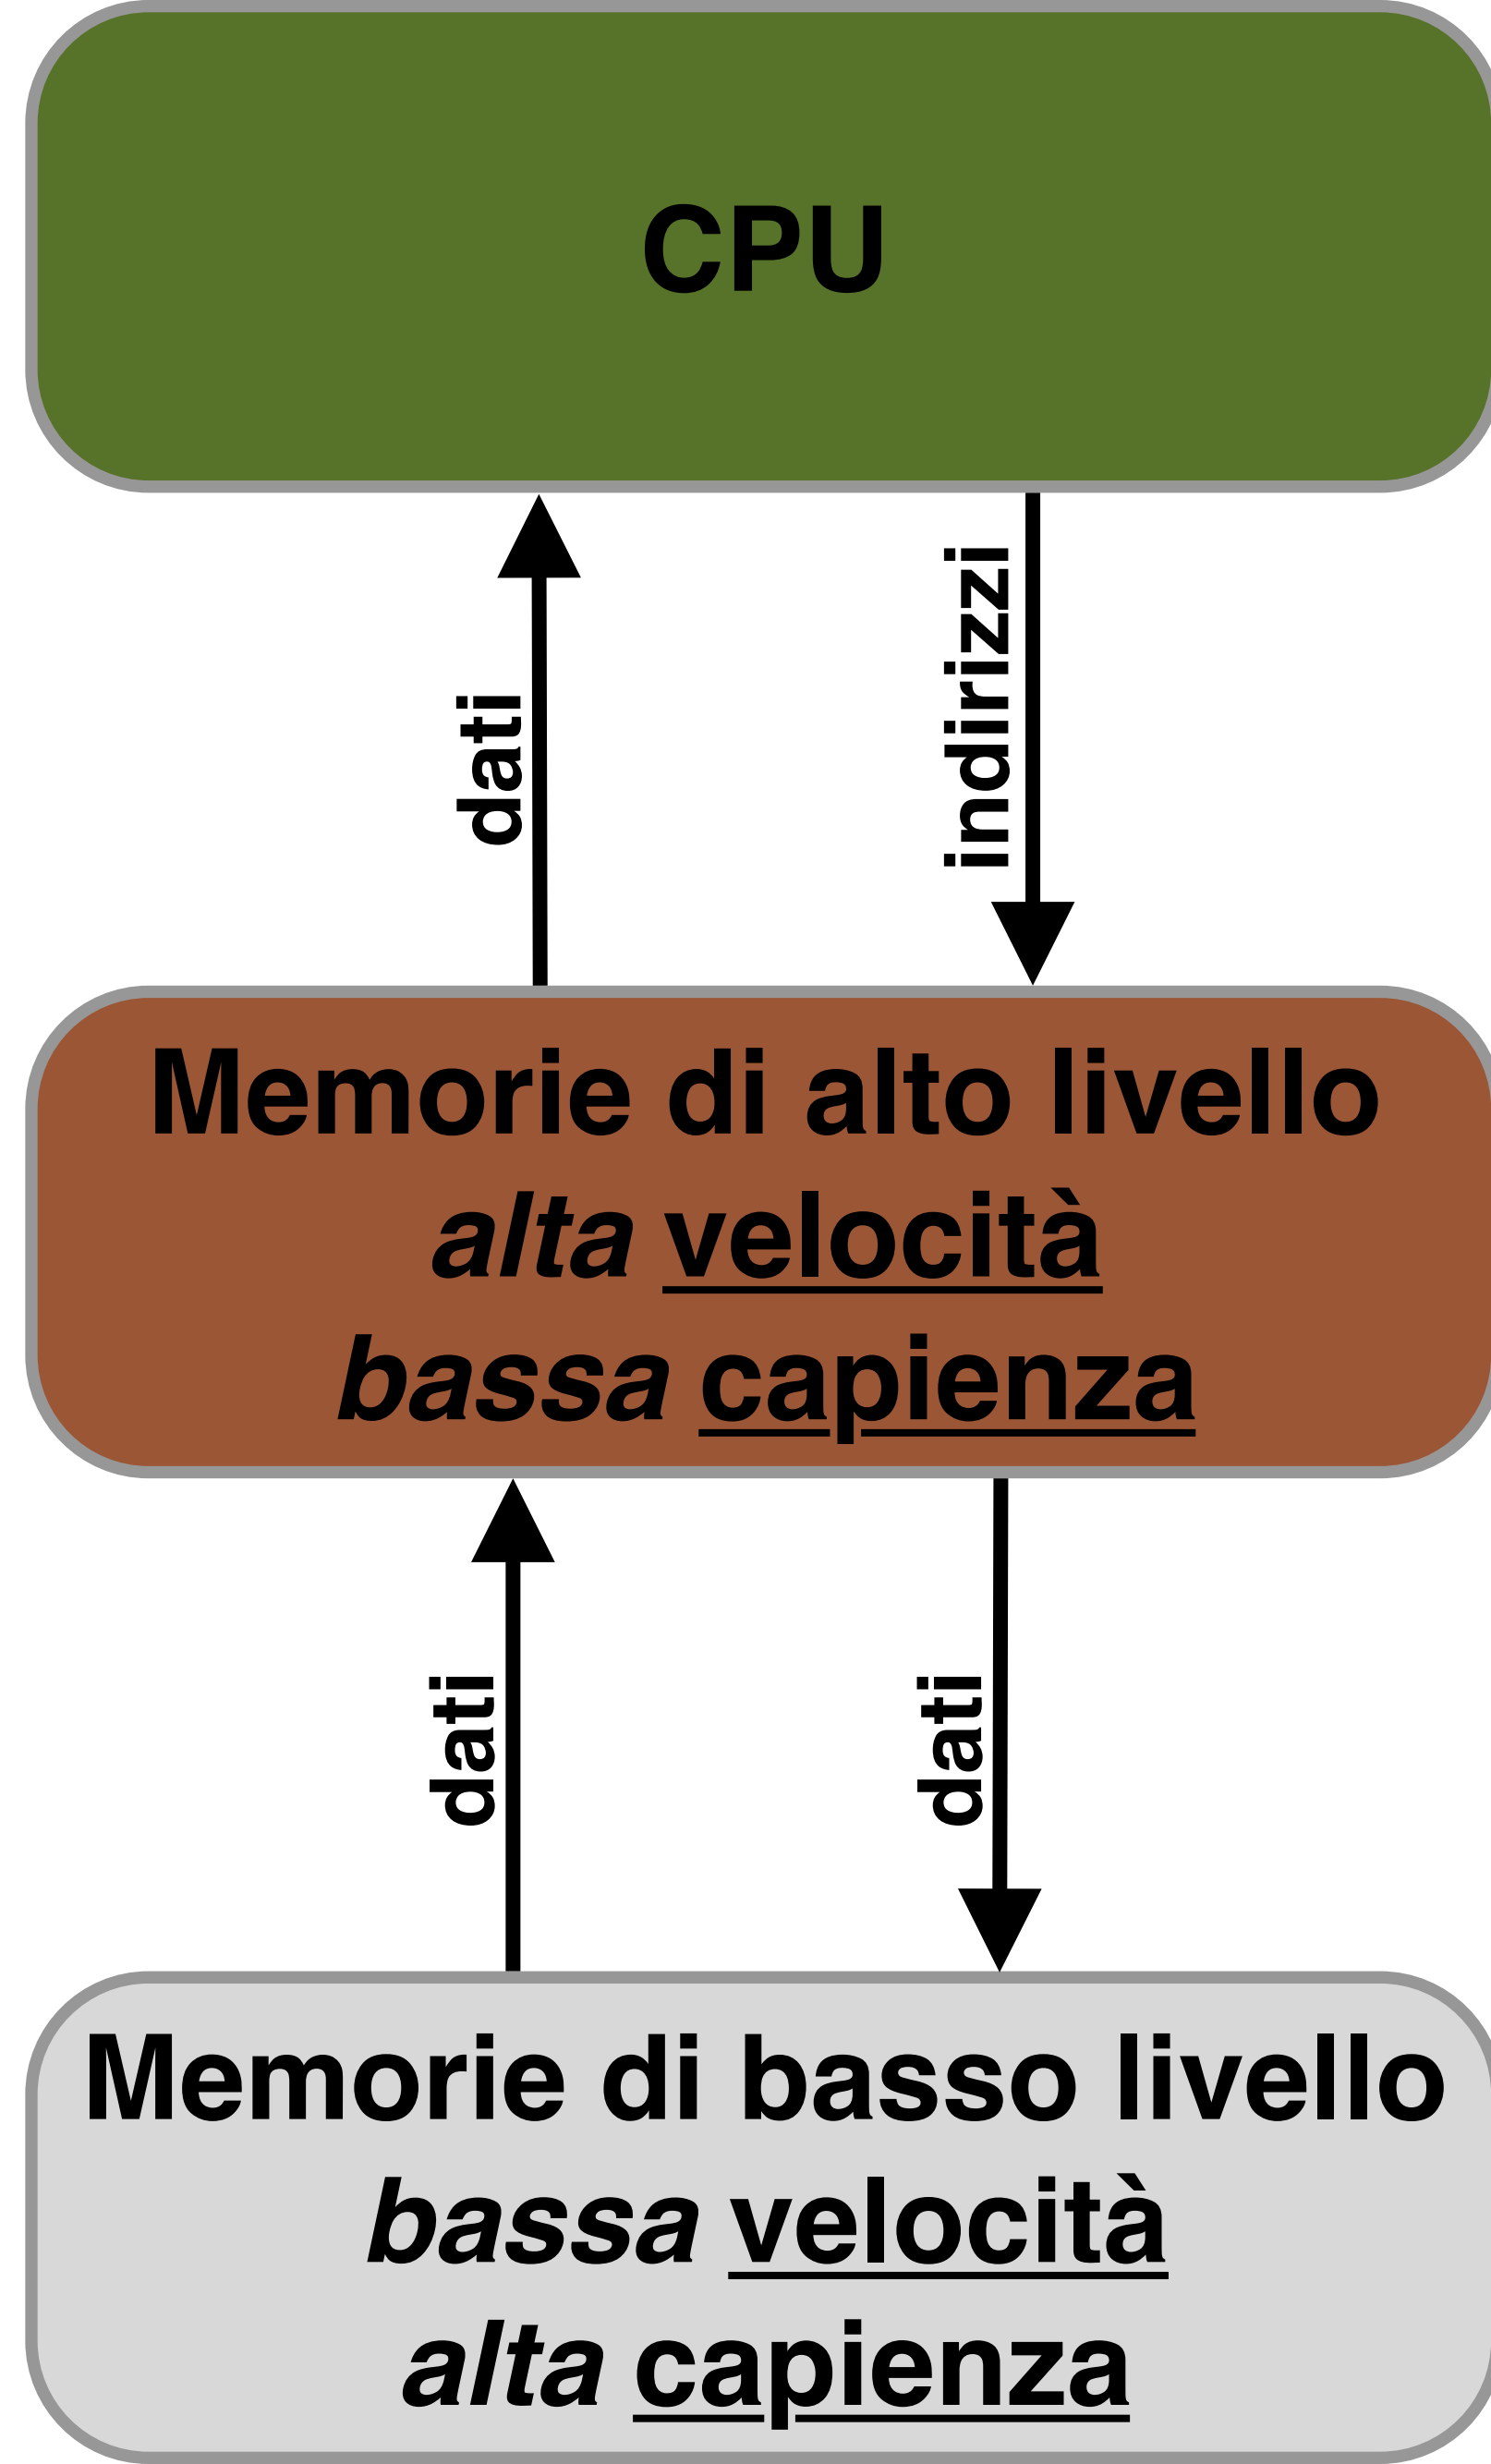 CPU
dati
indirizzi
Memorie di alto livello
alta velocità
bassa capienza
dati
dati
Memorie di basso livello
bassa velocità
alta capienza